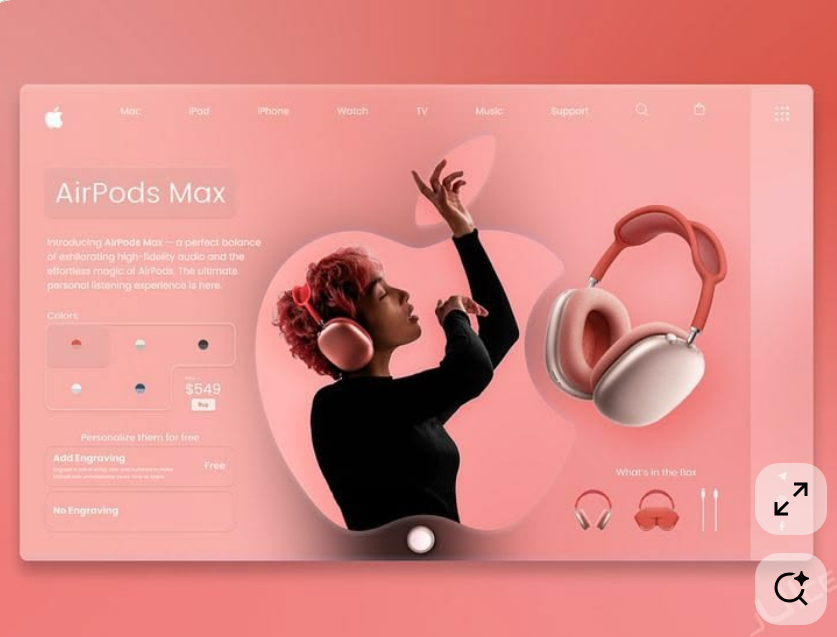 Mac iPad iPhone Watch TV Music Support
AirPods Max
Introducing AirPods Max — a perfect balance
of exhilarating high-fidelity audio and the
effortless magic of AirPods. The ultimate
personal listening experience is here.
Colors
$549
Buy
Personalize them for free
Add Engraving
Free
No Engraving
What's in the Box